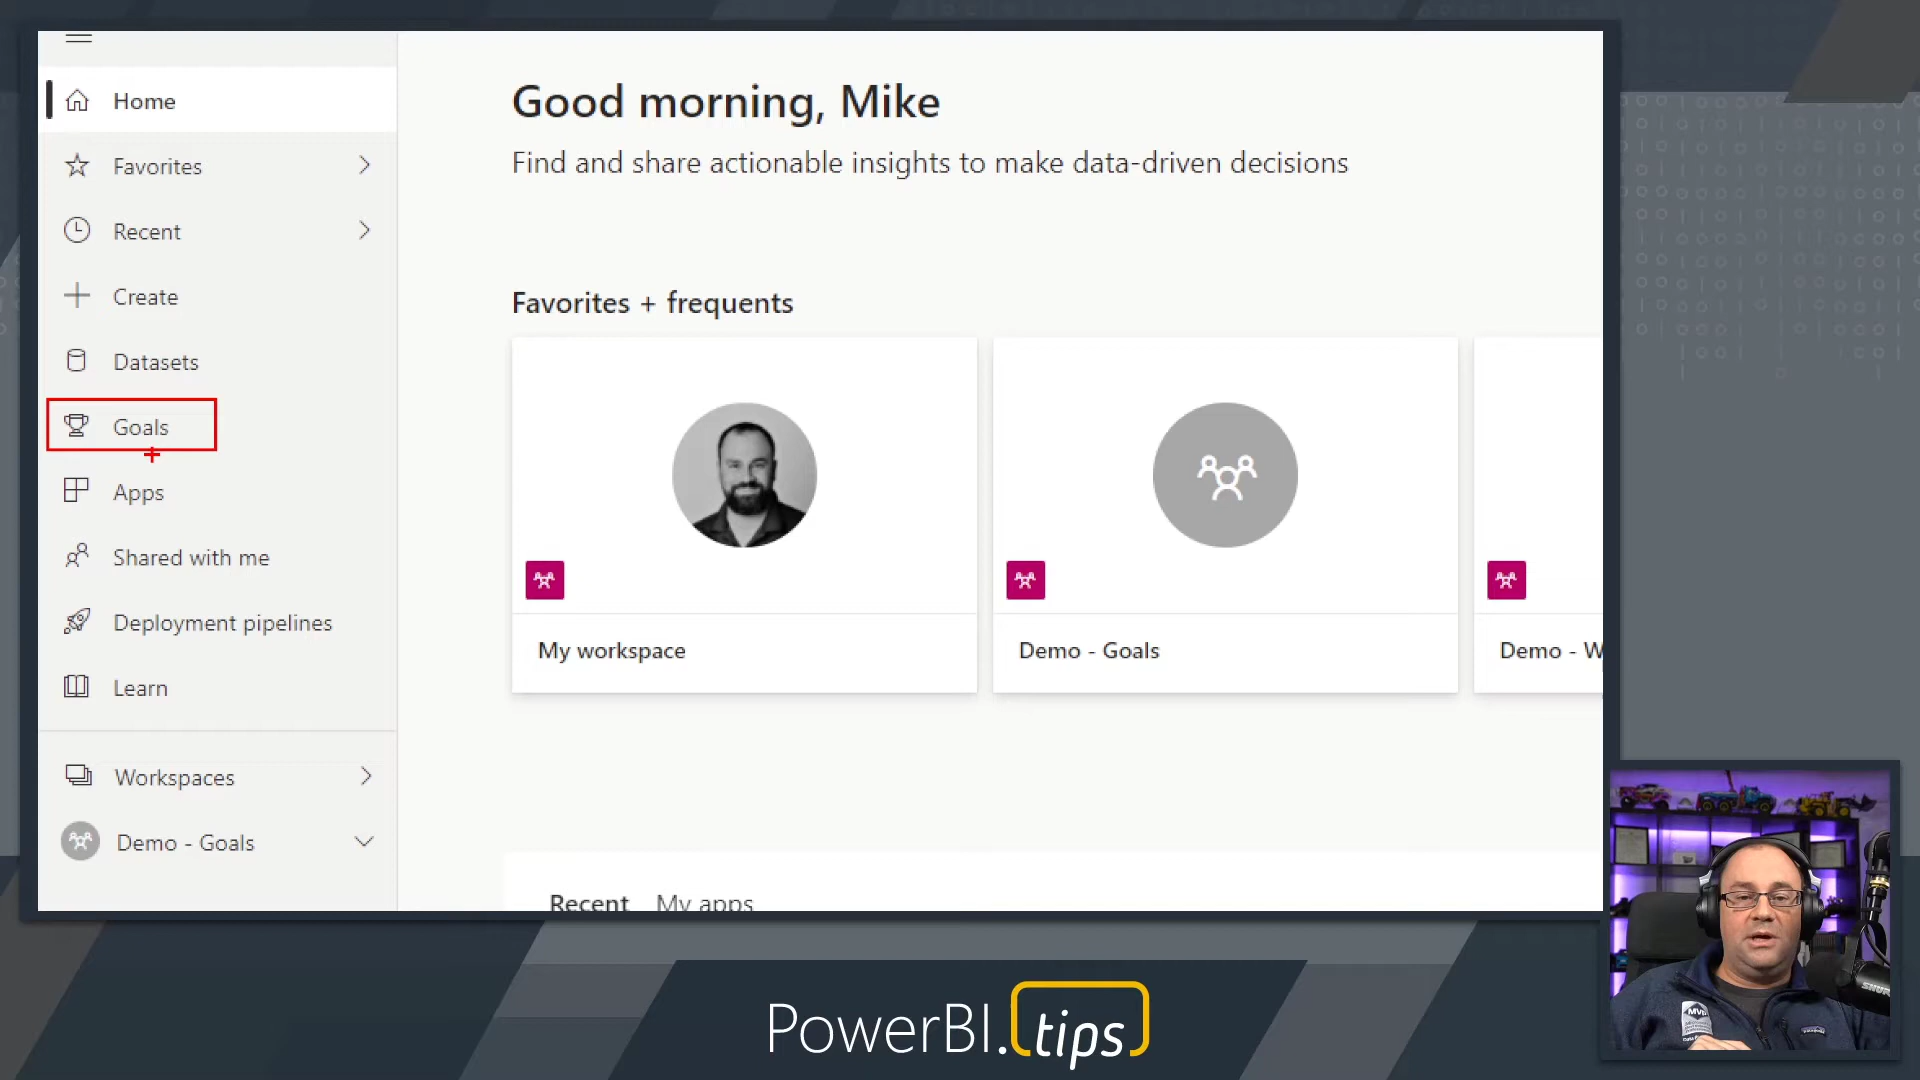 Home
Favorites
Recent
Create
Datasets
Goals
Apps
Shared with me
Deployment pipelines
Learn
Workspaces
Demo - Goals
Good morning, Mike
Find and share actionable insights to make data-driven decisions
Favorites + frequents
My workspace
Demo - Goals
Demo - W
Recent My apps
PowerBI.tips
SHURE
MVP